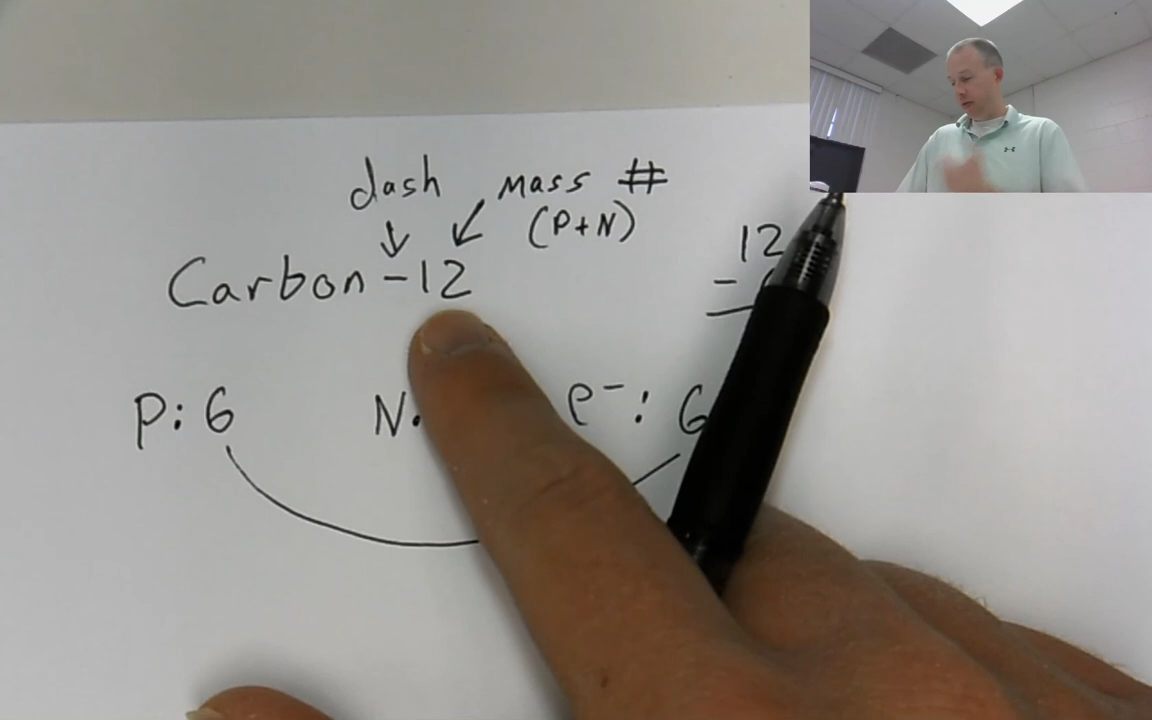 dash mass #
(P+N)
Carbon -12
12
-
P: 6 N: e⁻: 6